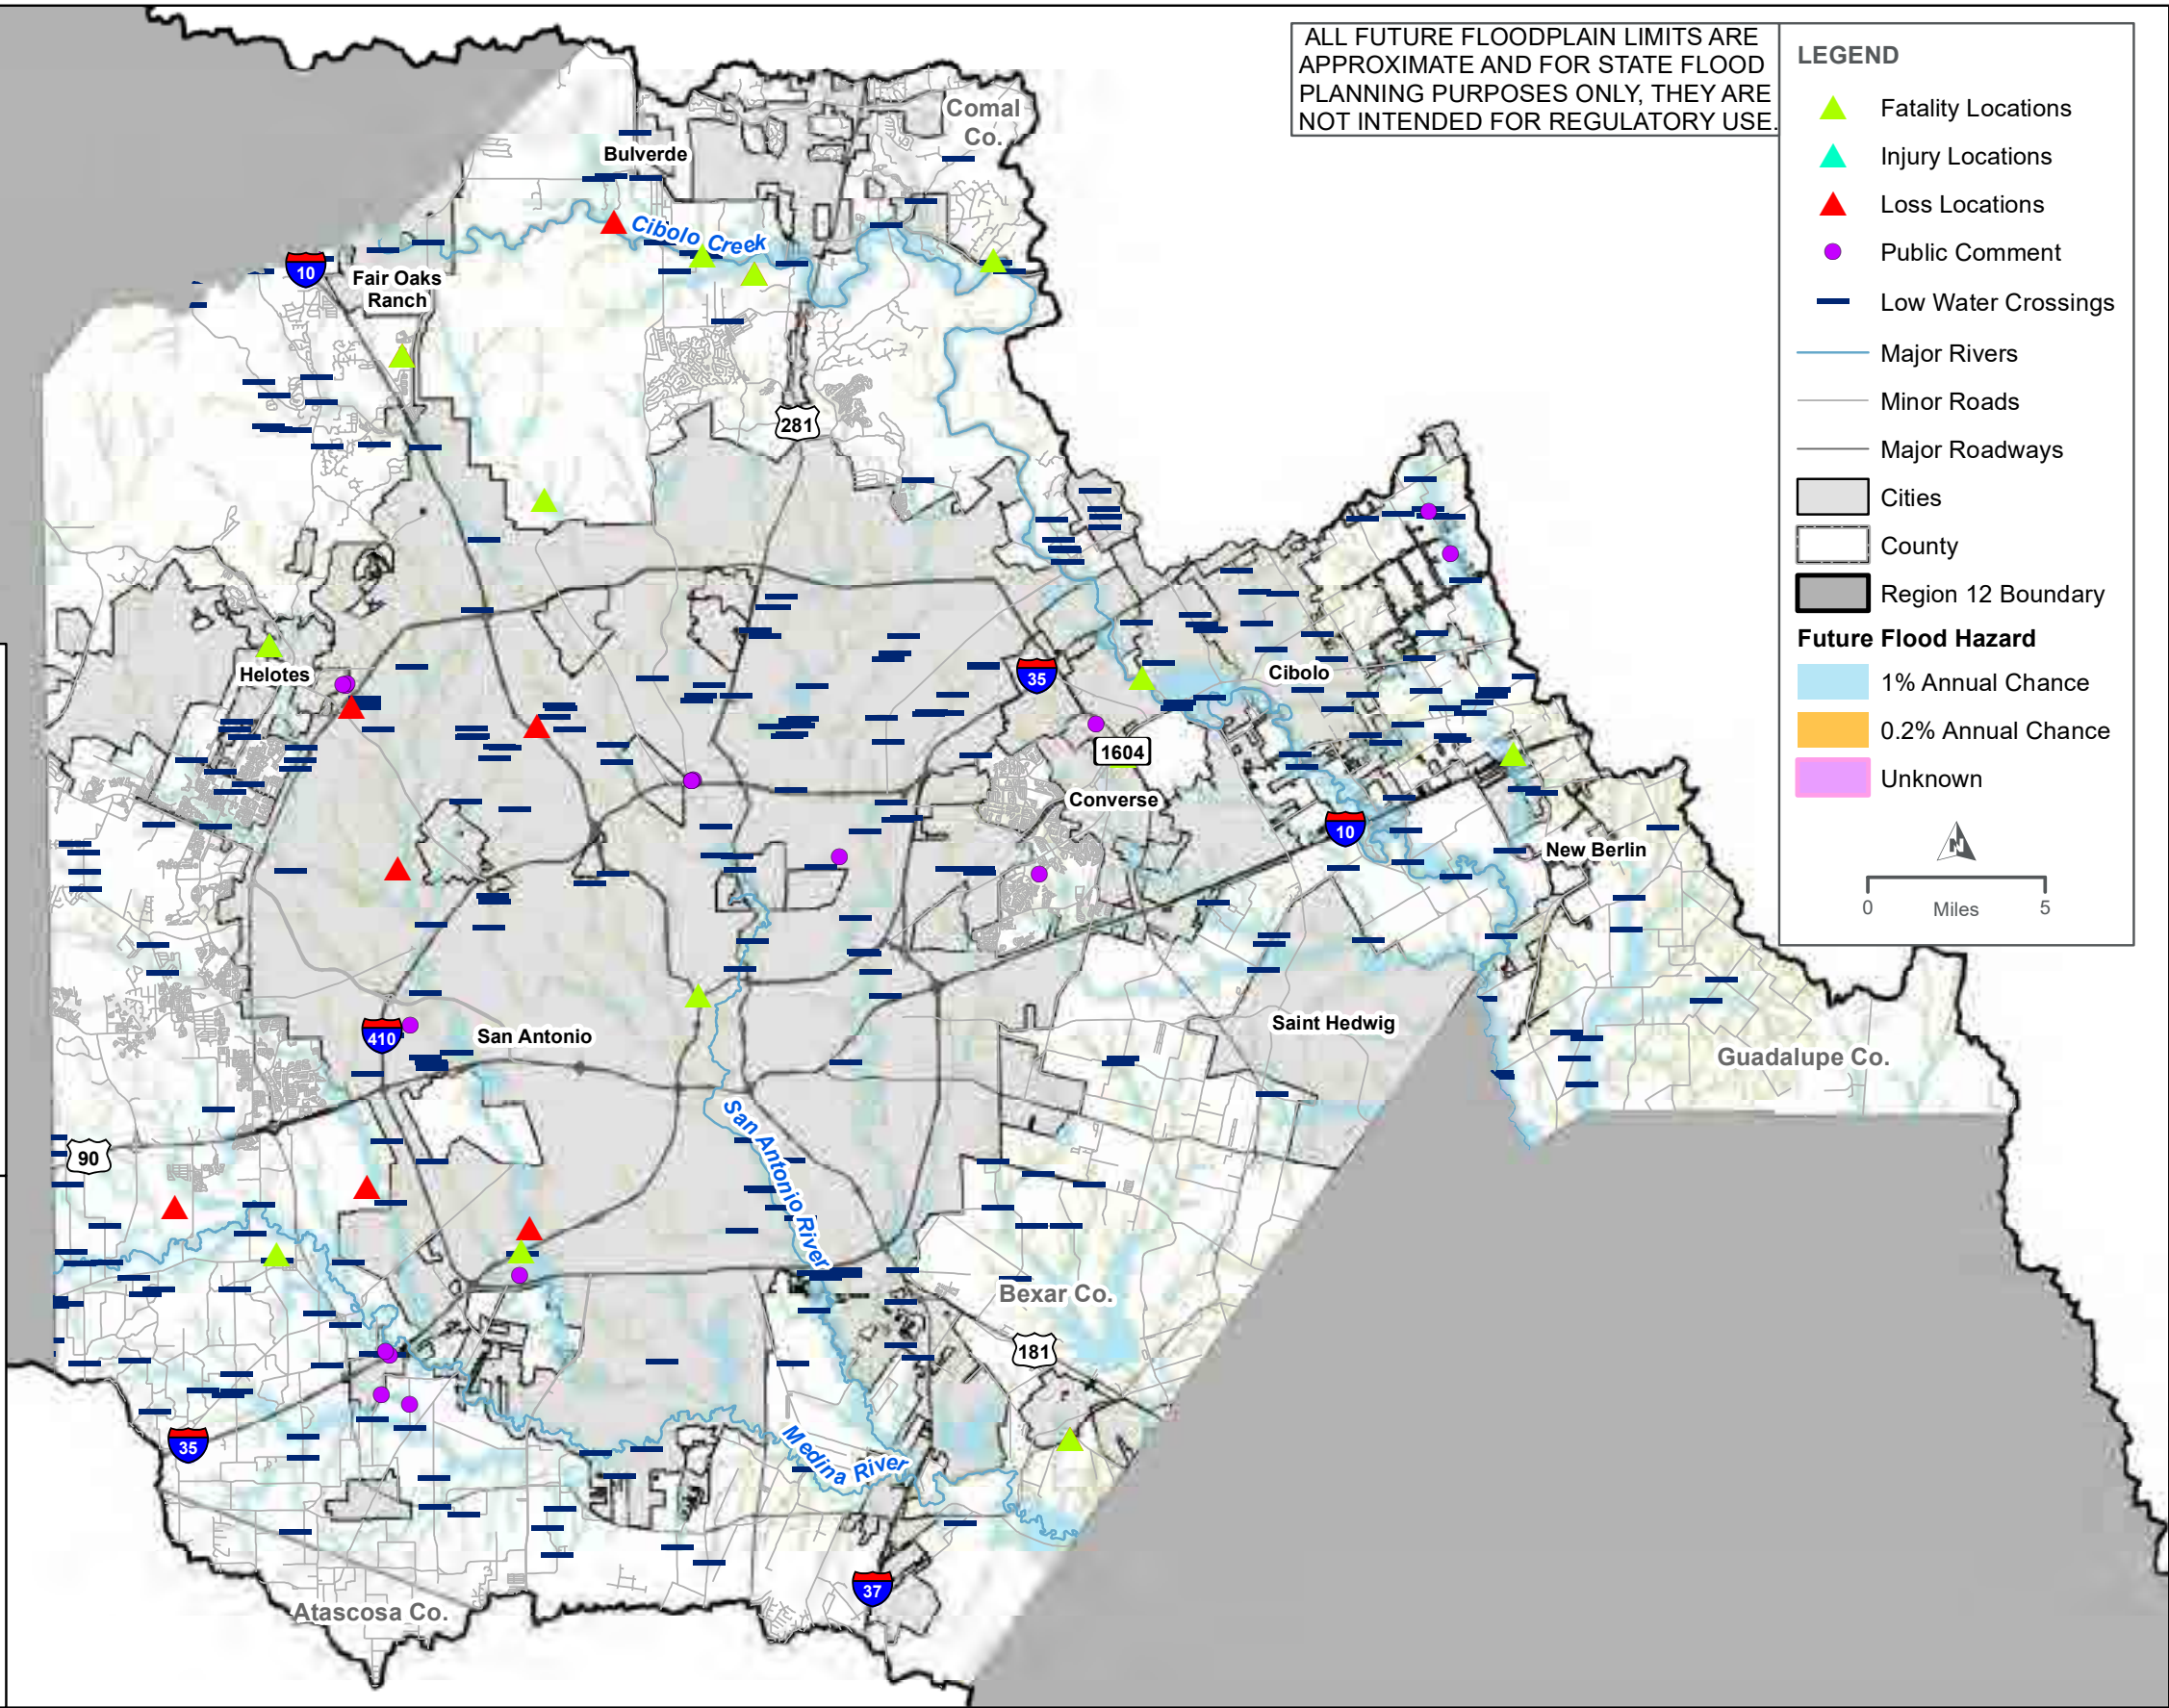 ALL FUTURE FLOODPLAIN LIMITS ARE
APPROXIMATE AND FOR STATE FLOOD
PLANNING PURPOSES ONLY, THEY ARE
NOT INTENDED FOR REGULATORY USE.
LEGEND
Fatality Locations
Injury Locations
Loss Locations
Public Comment
Low Water Crossings
Major Rivers
Minor Roads
Major Roadways
Cities
County
Region 12 Boundary
Future Flood Hazard
1% Annual Chance
0.2% Annual Chance
Unknown
N
0 Miles 5
Comal
Co.
Bulverde
Cibolo Creek
10
Fair Oaks
Ranch
281
Helotes
35
Cibolo
1604
Converse
10
New Berlin
410
San Antonio
Saint Hedwig
Guadalupe Co.
90
San Antonio River
Bexar Co.
181
35
Medina River
37
Atascosa Co.